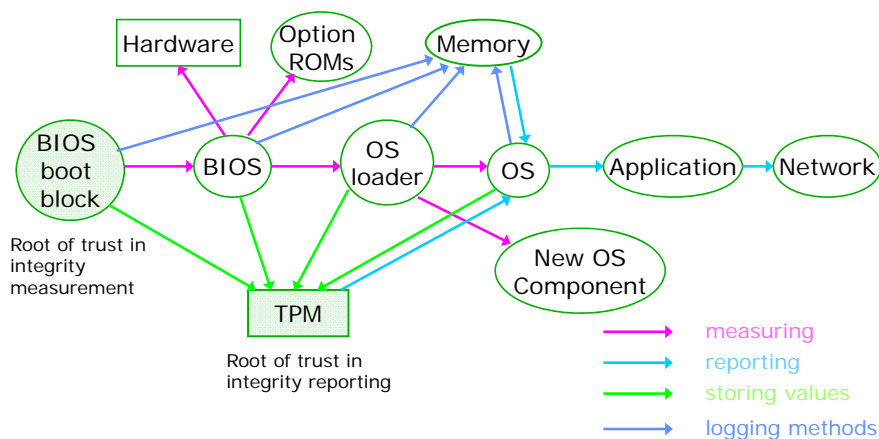 Hardware
Option
ROMs
Memory
BIOS
boot
block
BIOS
OS
loader
OS
Application
Network
Root of trust in
integrity
measurement
New OS
Component
TPM
Root of trust in
integrity reporting
measuring
reporting
storing values
logging methods